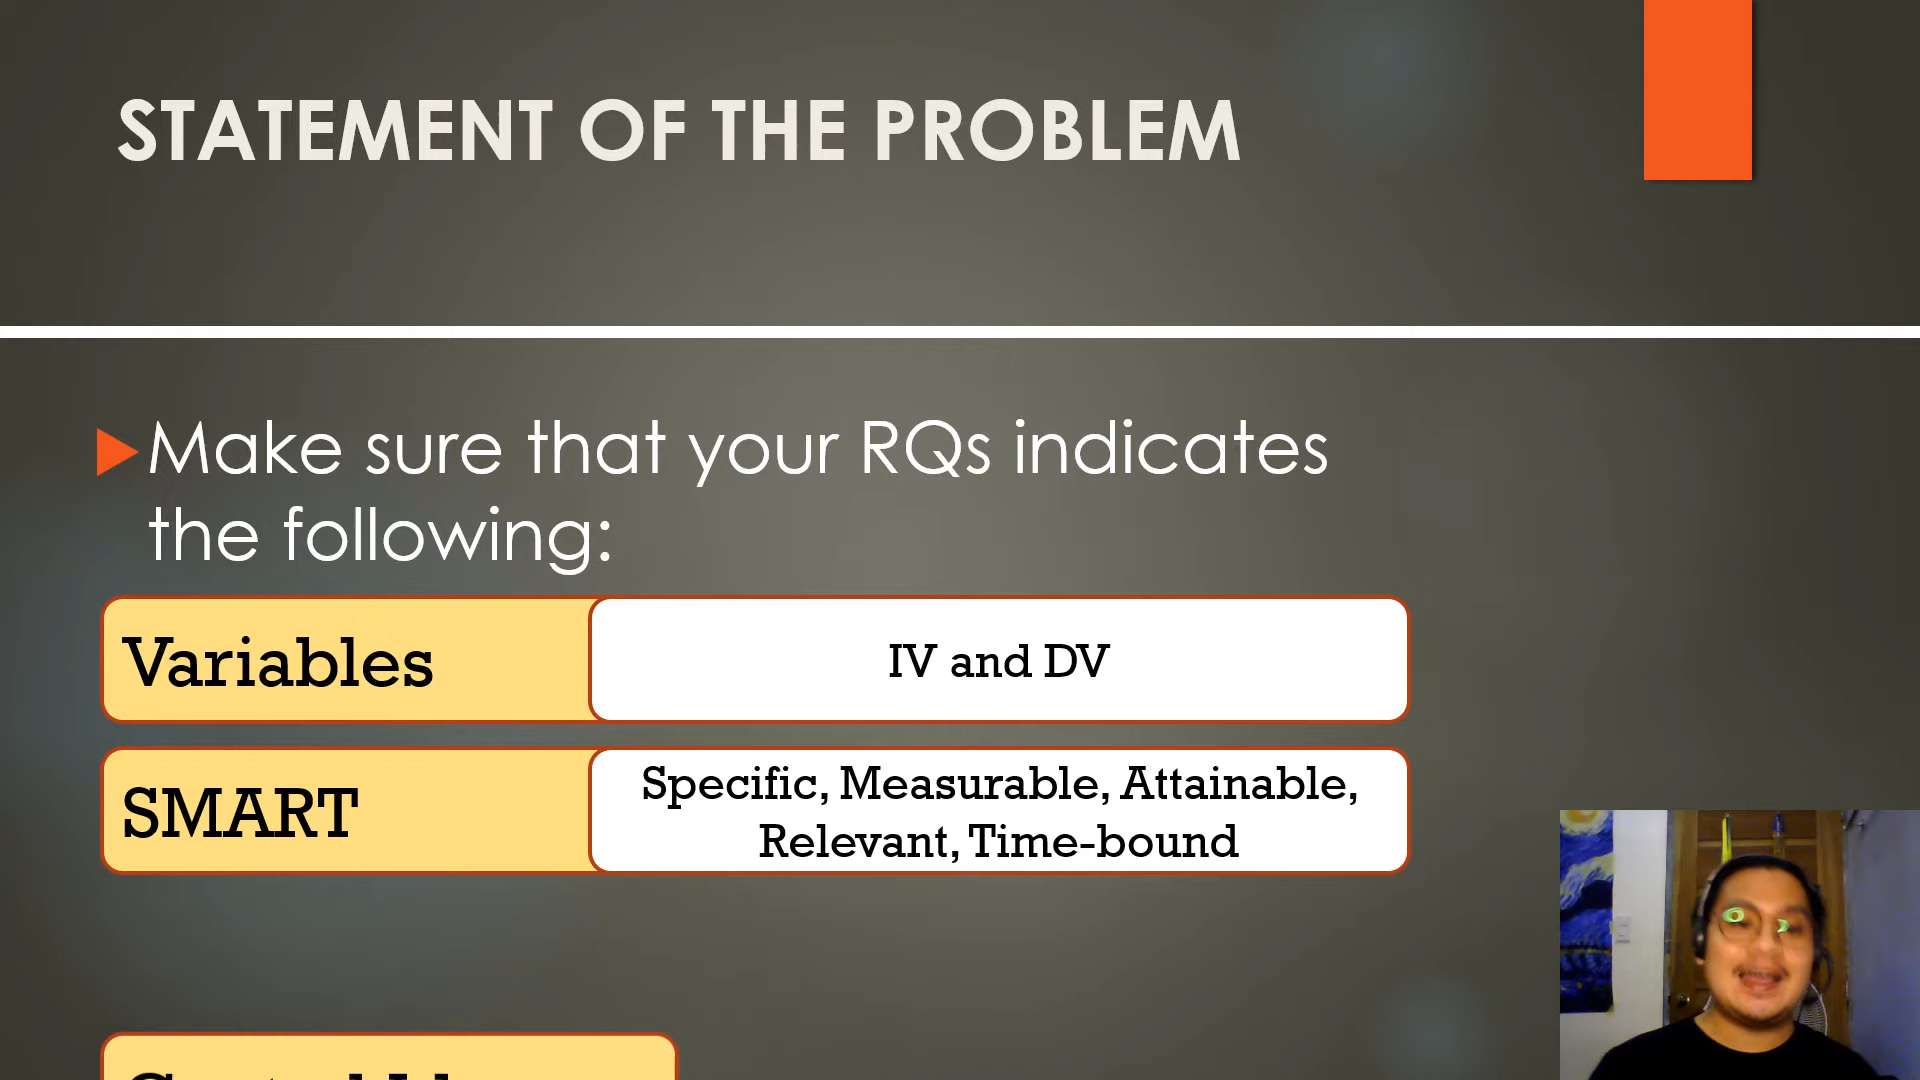 STATEMENT OF THE PROBLEM
Make sure that your RQs indicates
the following:
Variables
IV and DV
SMART
Specific, Measurable, Attainable,
Relevant, Time-bound